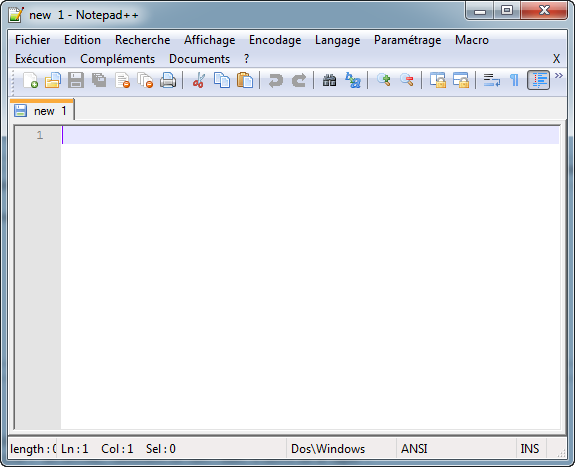 new 1 - Notepad++
Fichier Edition Recherche Affichage Encodage Langage Paramétrage Macro
Exécution Compléments Documents ? X
new 1
1
length : 0 Ln : 1 Col : 1 Sel : 0 Dos\Windows ANSI INS